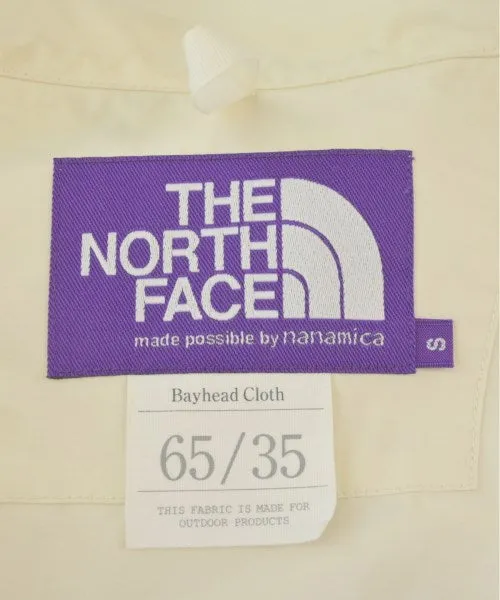 THE
NORTH
FACE
made possible by nanamica
S
Bayhead Cloth
65/35
THIS FABRIC IS MADE FOR
OUTDOOR PRODUCTS